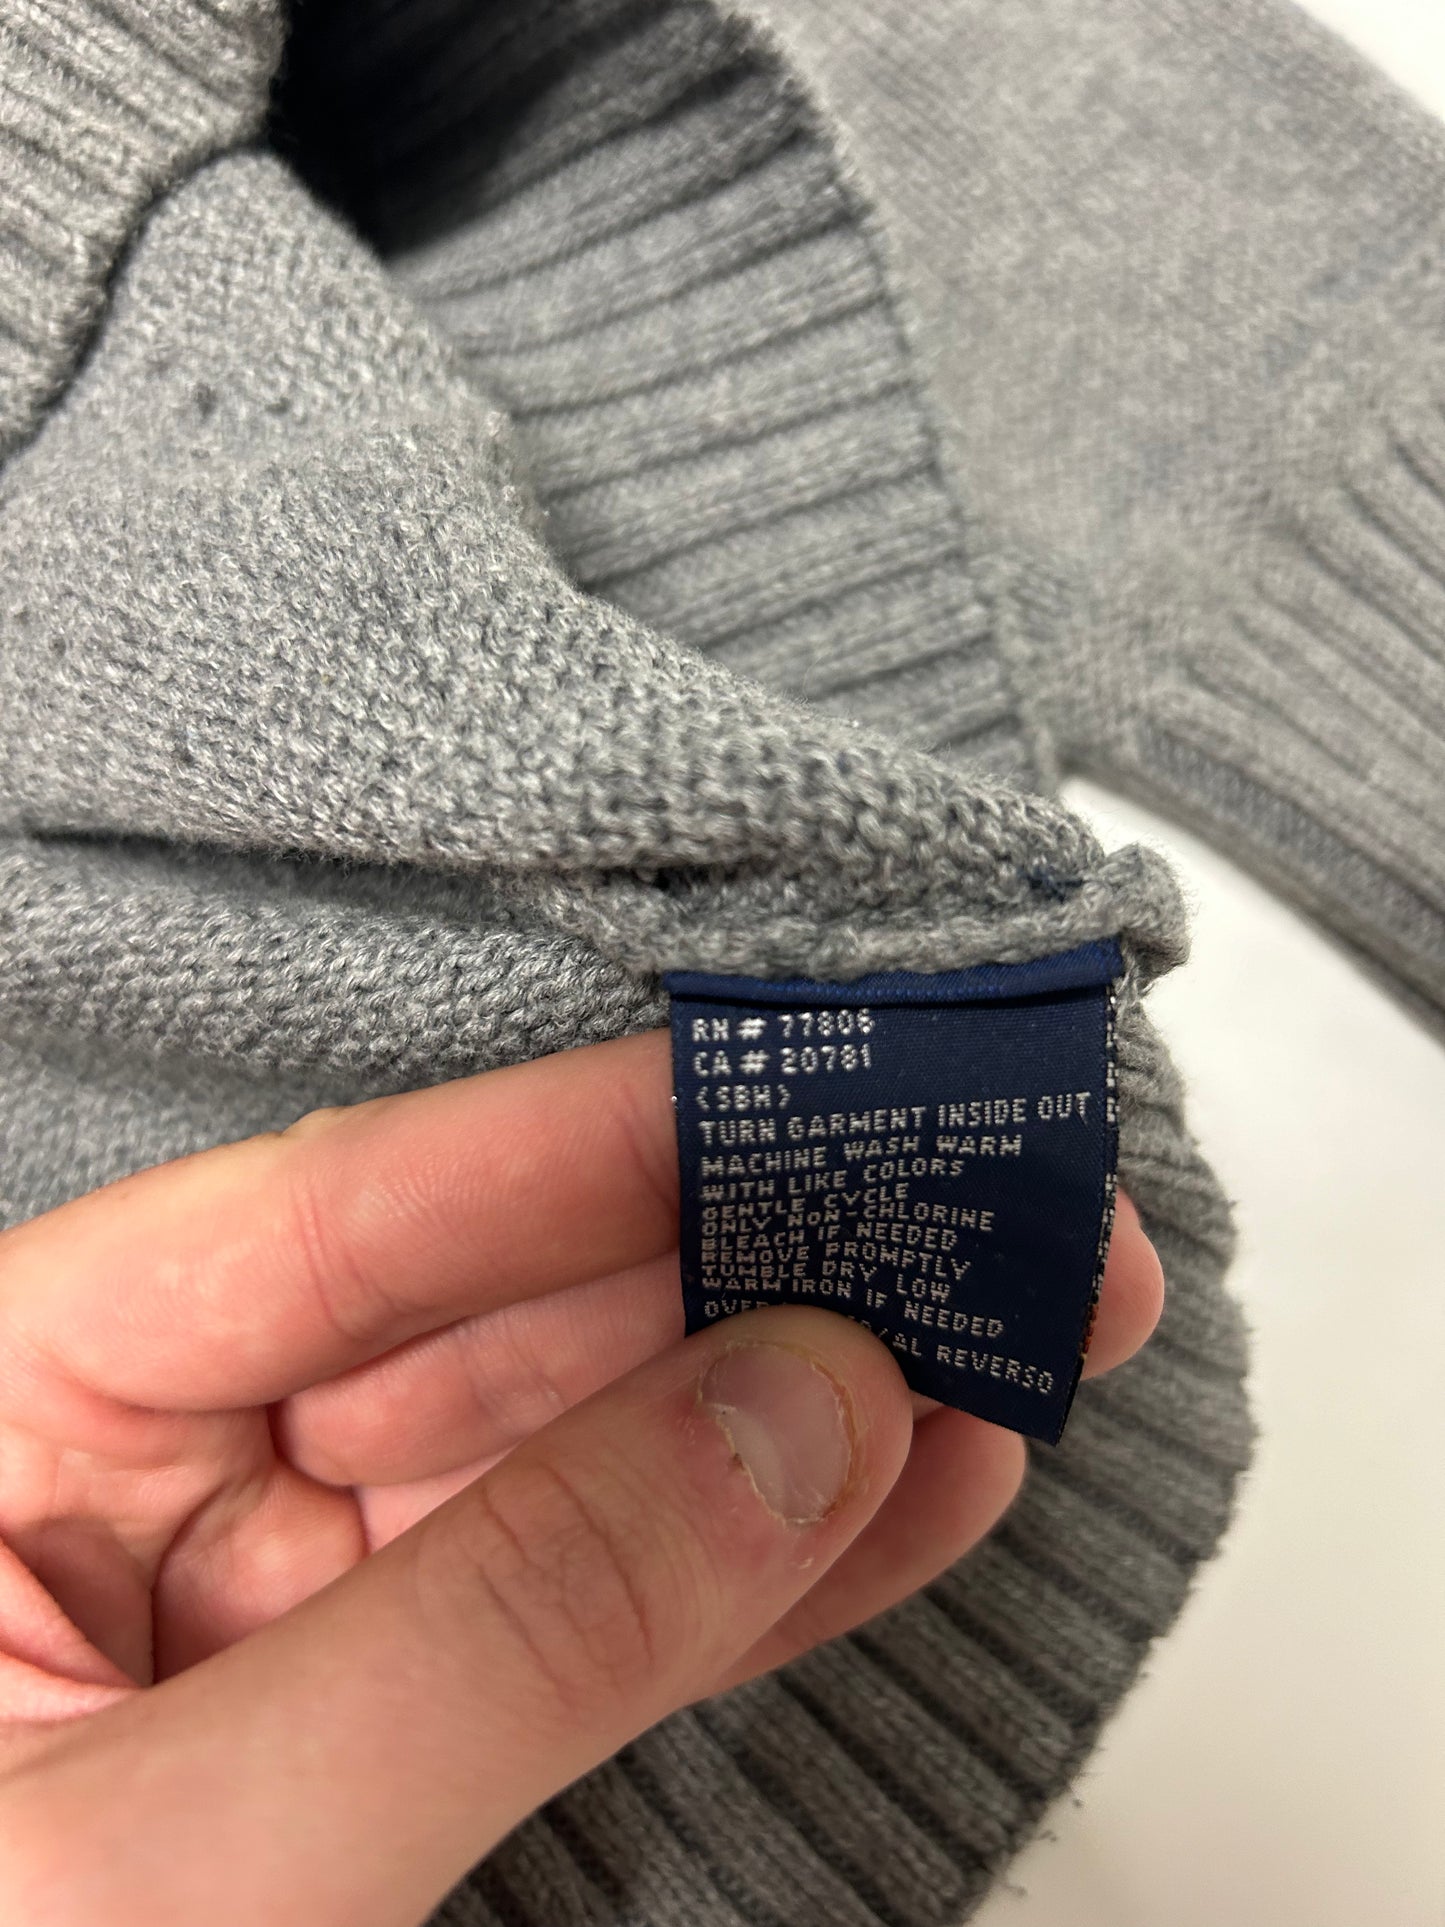 RN # 77806
CA # 20781
<SBH>
TURN GARMENT INSIDE OUT
MACHINE WASH WARM
WITH LIKE COLORS
GENTLE CYCLE
ONLY NON-CHLORINE
BLEACH IF NEEDED
REMOVE PROMPTLY
TUMBLE DRY LOW
WARM IRON IF NEEDED
/AL REVERSO